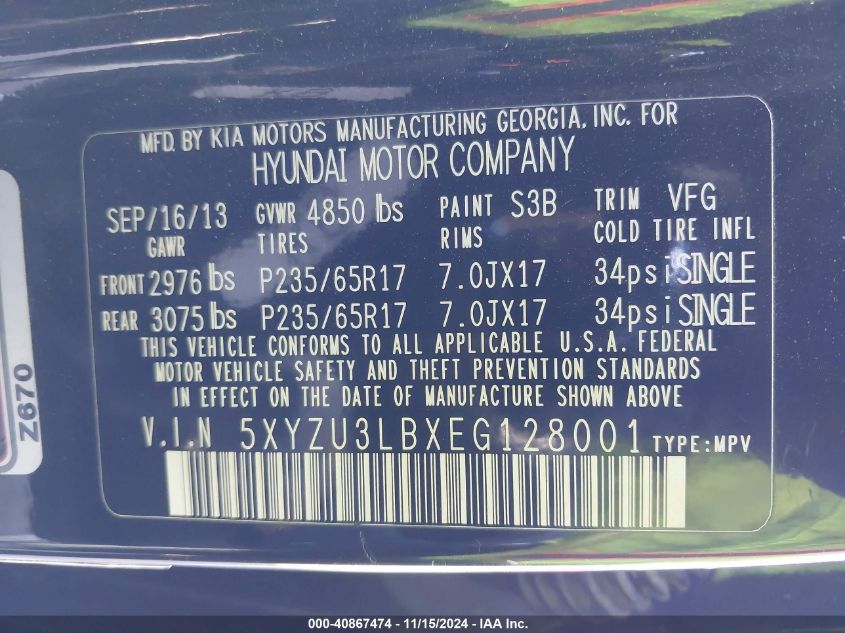 MFD. BY KIA MOTORS MANUFACTURING GEORGIA, INC. FOR
HYUNDAI MOTOR COMPANY
SEP/16/13 GVWR 4850 lbs PAINT S3B TRIM VFG
GAWR TIRES RIMS COLD TIRE INFL
FRONT 2976 lbs P235/65R17 7.0JX17 34psi SINGLE
REAR 3075 lbs P235/65R17 7.0JX17 34psi SINGLE
THIS VEHICLE CONFORMS TO ALL APPLICABLE U.S.A. FEDERAL
MOTOR VEHICLE SAFETY AND THEFT PREVENTION STANDARDS
IN EFFECT ON THE DATE OF MANUFACTURE SHOWN ABOVE
V.I.N 5XYZU3LBXEG128001 TYPE:MPV
Z670
000-40867474 - 11/15/2024 - IAA Inc.